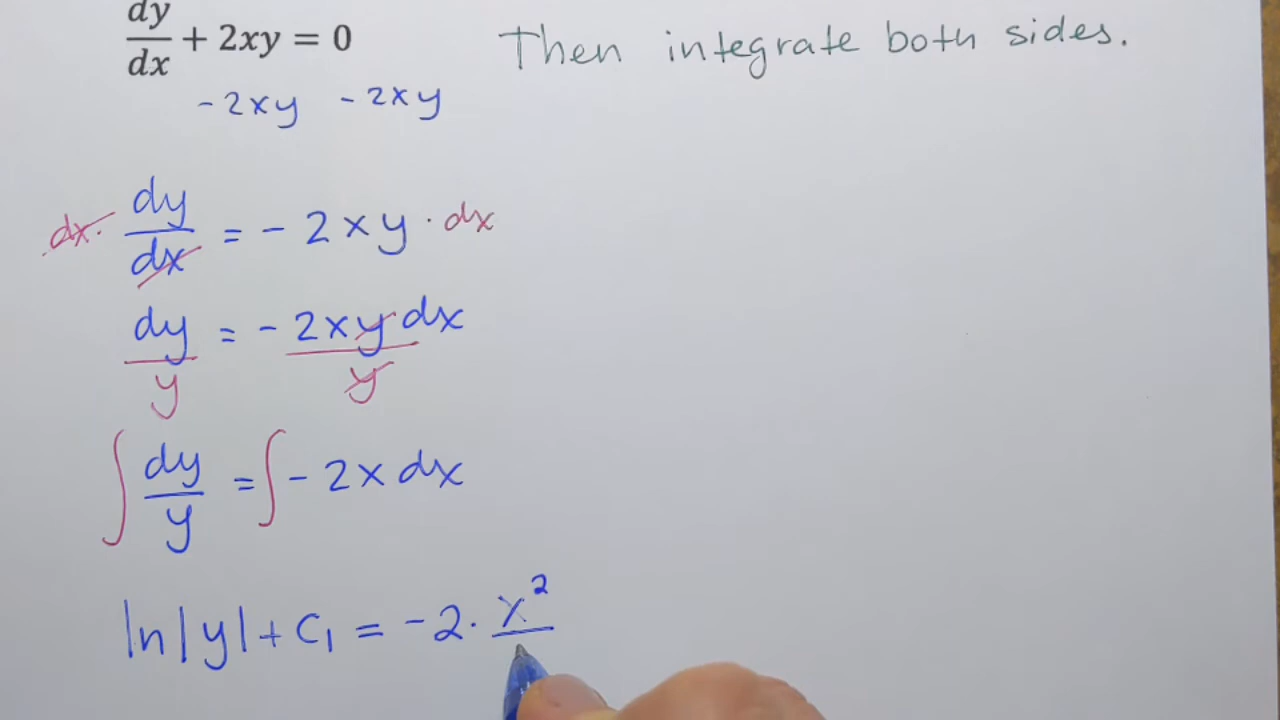 dy/dx + 2xy = 0
Then integrate both sides.
- 2xy - 2xy
dx · dy/dx = - 2xy · dx
dy/y = - 2xy dx/y
∫ dy/y = ∫ - 2x dx
ln|y| + C₁ = -2 · x²